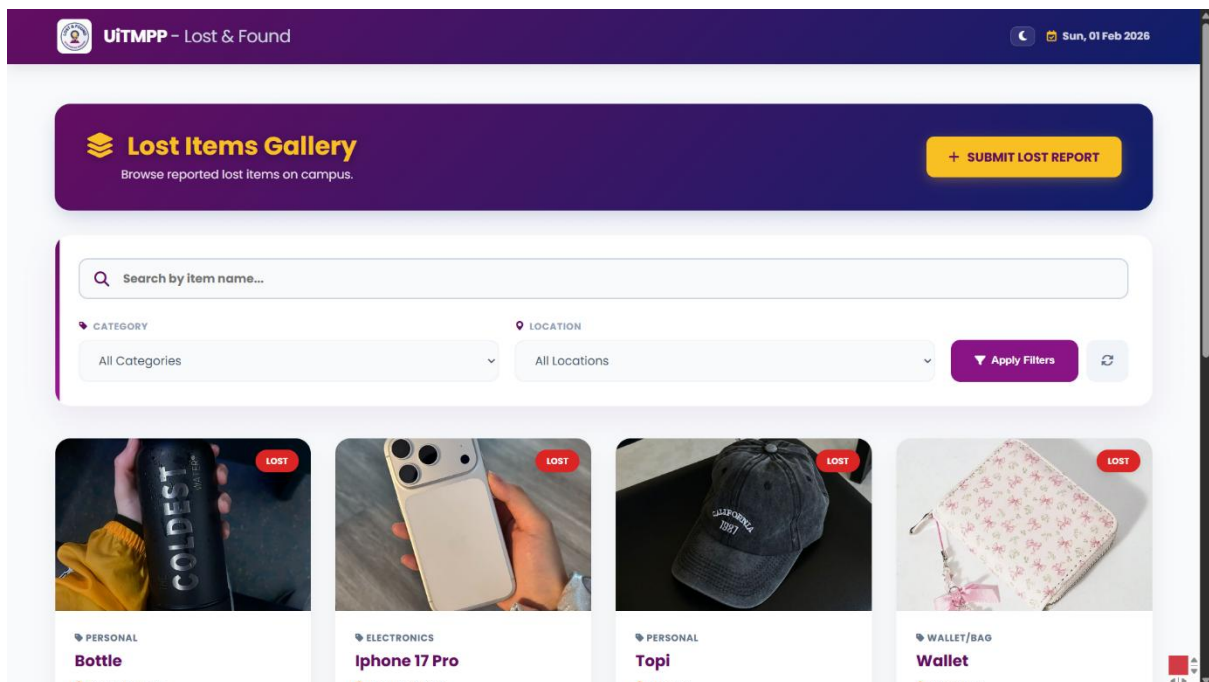 UiTMPP - Lost & Found
Sun, 01 Feb 2026
Lost Items Gallery
Browse reported lost items on campus.
+ SUBMIT LOST REPORT
Search by item name...
CATEGORY
LOCATION
All Categories
All Locations
Apply Filters
LOST
LOST
LOST
LOST
COLDEST
WATER
CALIFORNIA
1987
PERSONAL
Bottle
ELECTRONICS
Iphone 17 Pro
PERSONAL
Topi
WALLET/BAG
Wallet